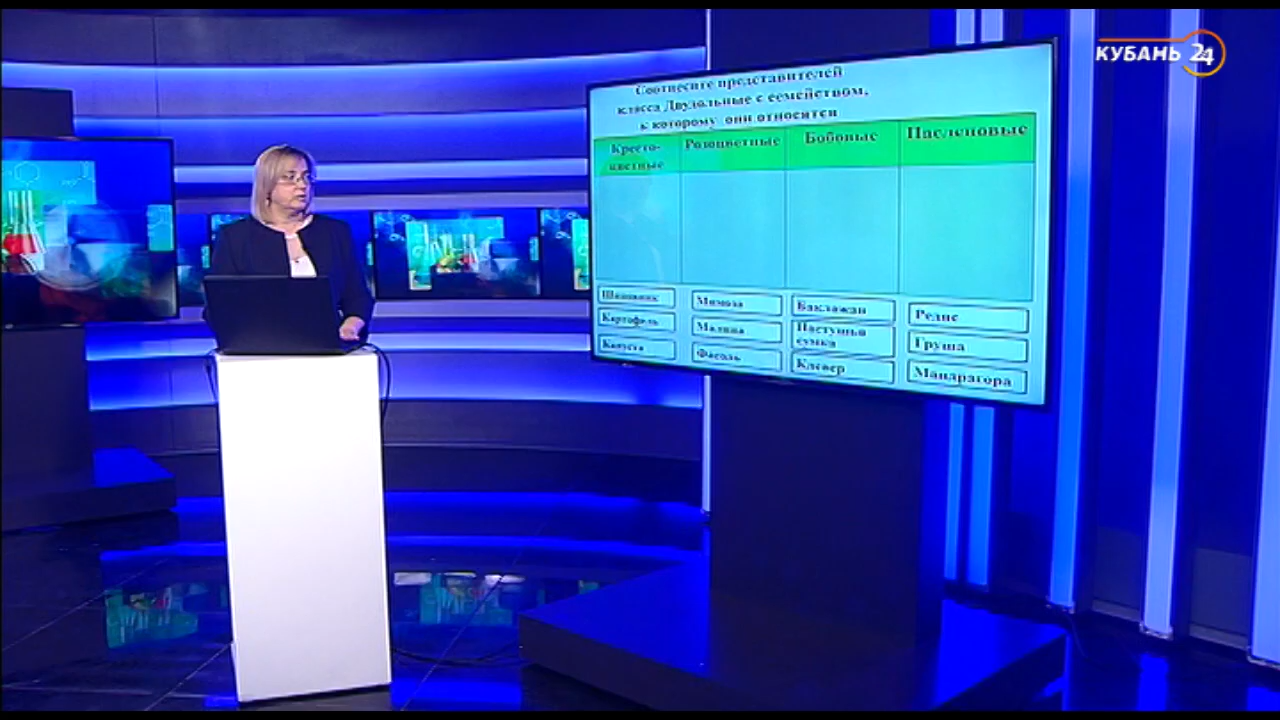 КУБАНЬ 24
Соотнесите представителей
класса Двудольные с семейством,
к которому они относятся
Кресто-
цветные
Розоцветные
Бобовые
Пасленовые
Шиповник
Мимоза
Баклажан
Редис
Картофель
Малина
Пастушья
сумка
Груша
Капуста
Фасоль
Клевер
Мандрагора